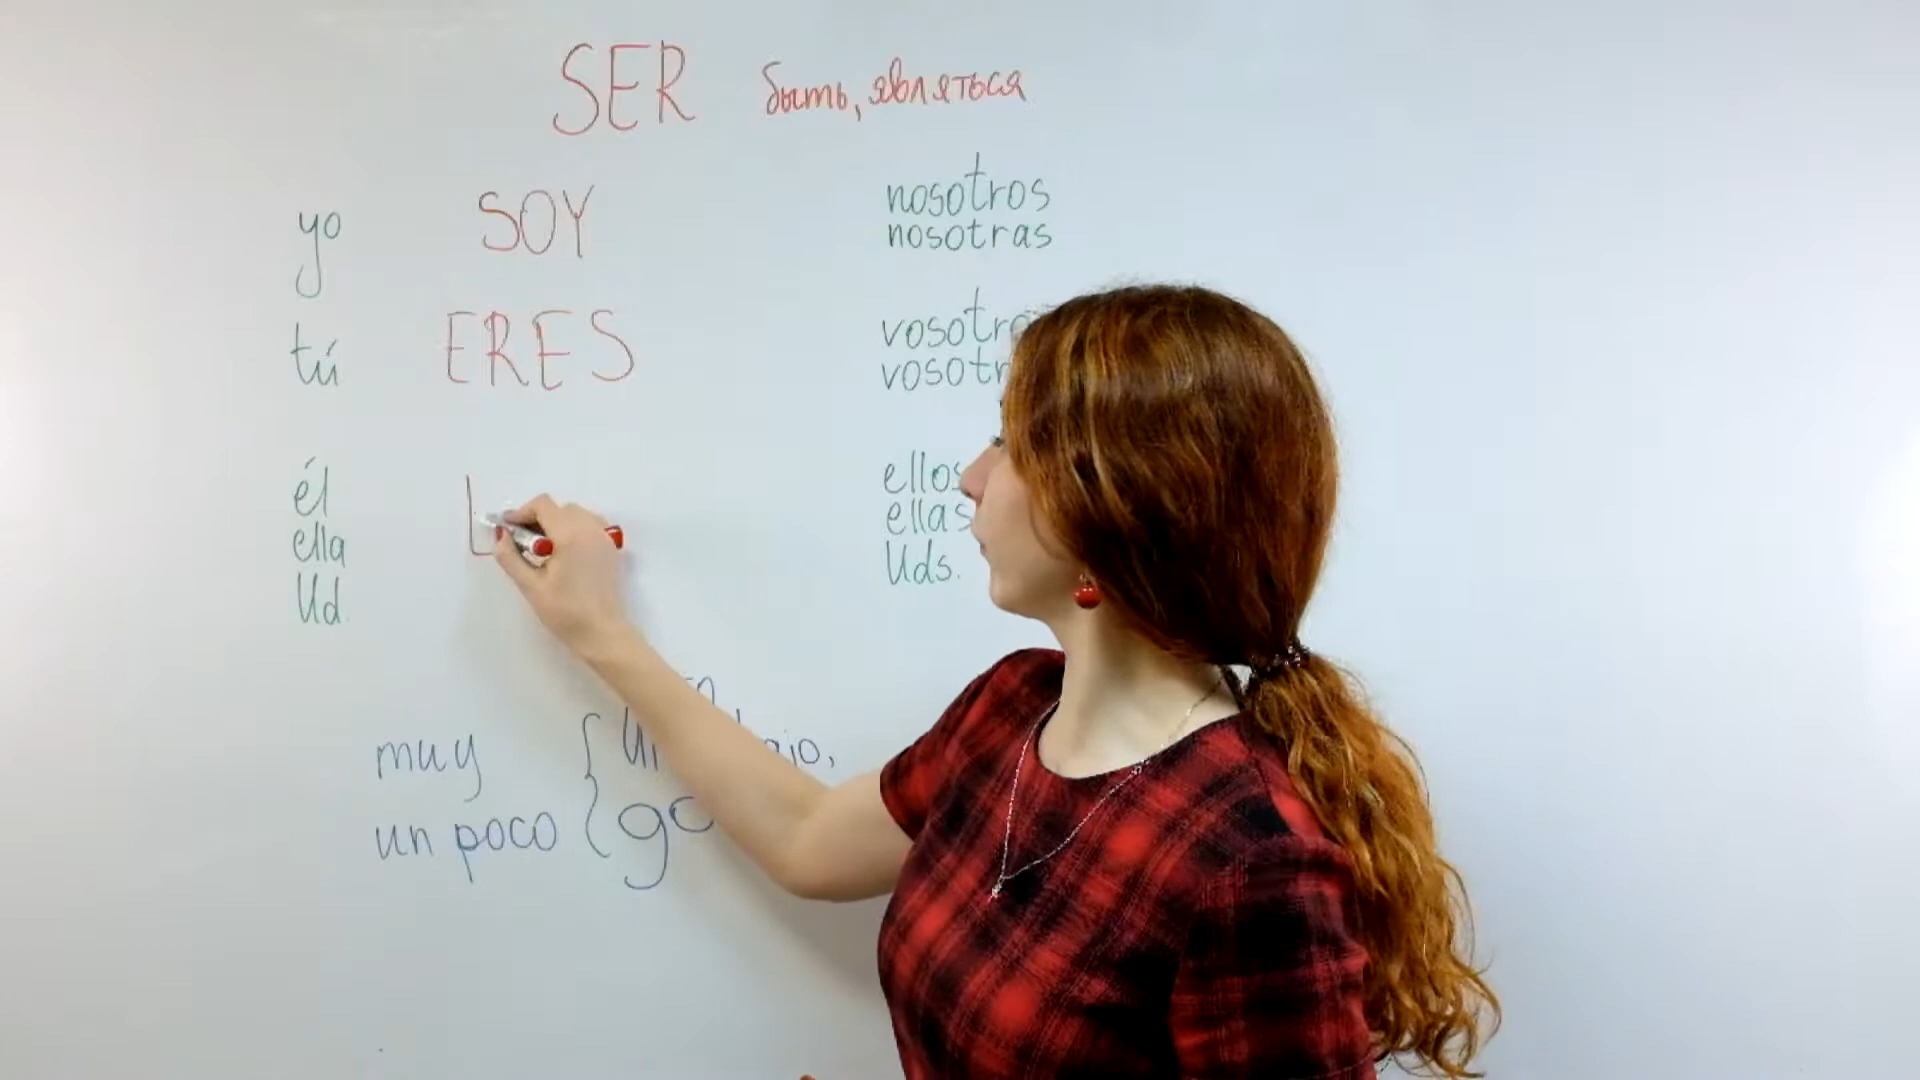 SER быть, являться
yo SOY
nosotros
nosotras
tú ERES
él
ella
Ud.
ellos
ellas
Uds.
muy
un poco